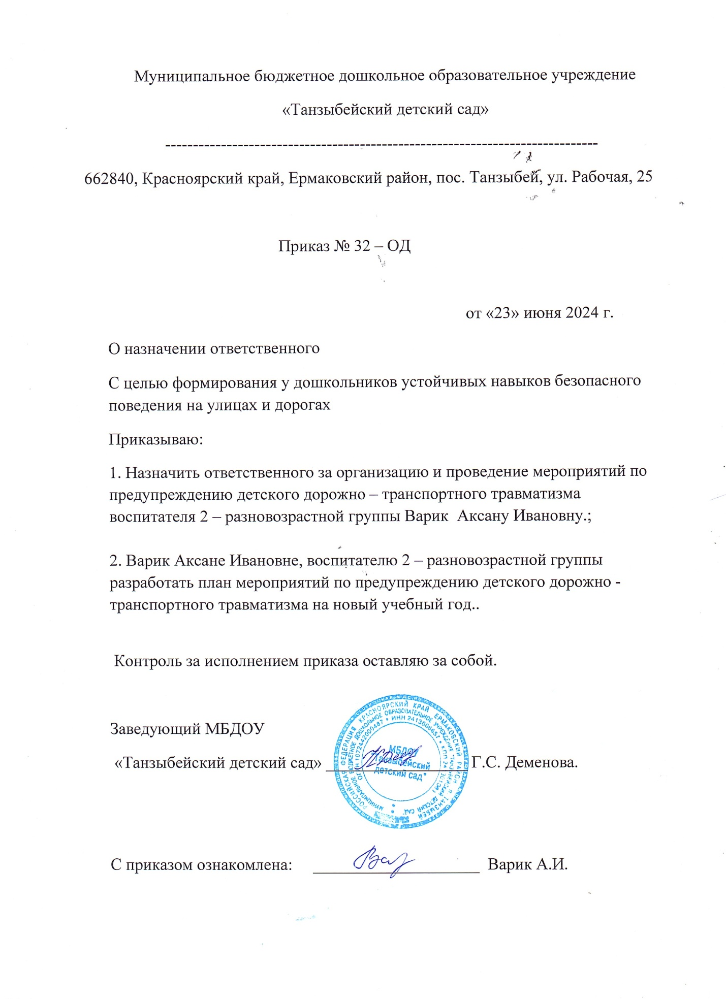 Муниципальное бюджетное дошкольное образовательное учреждение
«Танзыбейский детский сад»
------------------------------------------------------------------------------
662840, Красноярский край, Ермаковский район, пос. Танзыбей, ул. Рабочая, 25
Приказ № 32 – ОД
от «23» июня 2024 г.
О назначении ответственного
С целью формирования у дошкольников устойчивых навыков безопасного
поведения на улицах и дорогах
Приказываю:
1. Назначить ответственного за организацию и проведение мероприятий по
предупреждению детского дорожно – транспортного травматизма
воспитателя 2 – разновозрастной группы Варик  Аксану Ивановну.;
2. Варик Аксане Ивановне, воспитателю 2 – разновозрастной группы
разработать план мероприятий по предупреждению детского дорожно -
транспортного травматизма на новый учебный год..
Контроль за исполнением приказа оставляю за собой.
Заведующий МБДОУ
«Танзыбейский детский сад» _________________ Г.С. Деменова.
РОССИЙСКАЯ ФЕДЕРАЦИЯ КРАСНОЯРСКИЙ КРАЙ ЕРМАКОВСКИЙ РАЙОН П. ТАНЗЫБЕЙ
МУНИЦИПАЛЬНОЕ БЮДЖЕТНОЕ ДОШКОЛЬНОЕ ОБРАЗОВАТЕЛЬНОЕ УЧРЕЖДЕНИЕ "ТАНЗЫБЕЙСКИЙ ДЕТСКИЙ САД"
ОГРН 1072442000487 * ИНН 2413006657 * КПП
МБДОУ
"Танзыбейский
детский сад"
С приказом ознакомлена: ____________________ Варик А.И.